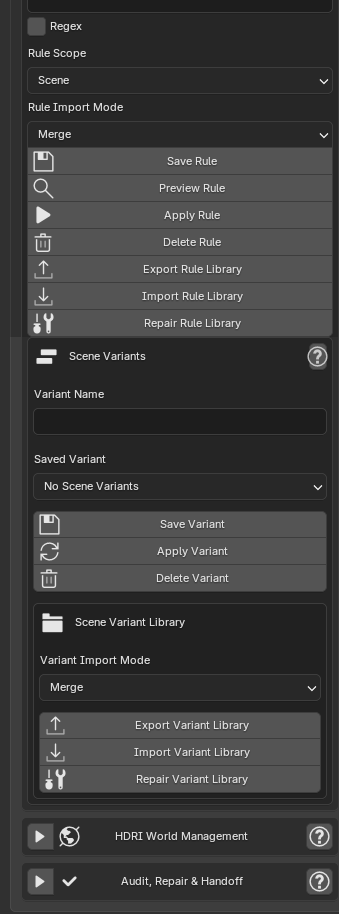 Regex
Rule Scope
Scene
Rule Import Mode
Merge
Save Rule
Preview Rule
Apply Rule
Delete Rule
Export Rule Library
Import Rule Library
Repair Rule Library
Scene Variants
?
Variant Name
Saved Variant
No Scene Variants
Save Variant
Apply Variant
Delete Variant
Scene Variant Library
Variant Import Mode
Merge
Export Variant Library
Import Variant Library
Repair Variant Library
HDRI World Management
?
Audit, Repair & Handoff
?